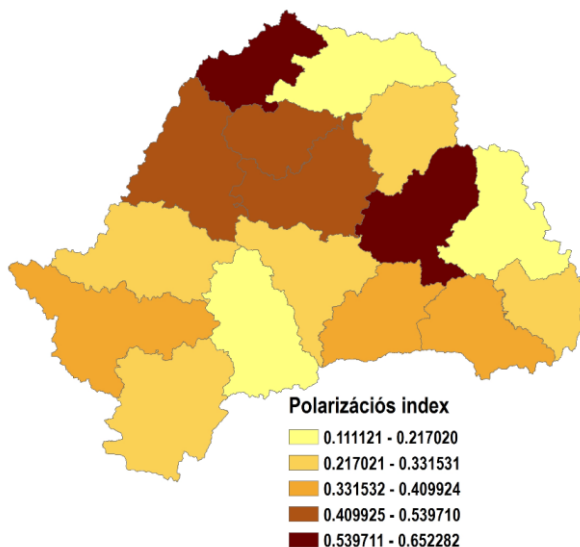 Polarizációs index
0.111121 - 0.217020
0.217021 - 0.331531
0.331532 - 0.409924
0.409925 - 0.539710
0.539711 - 0.652282